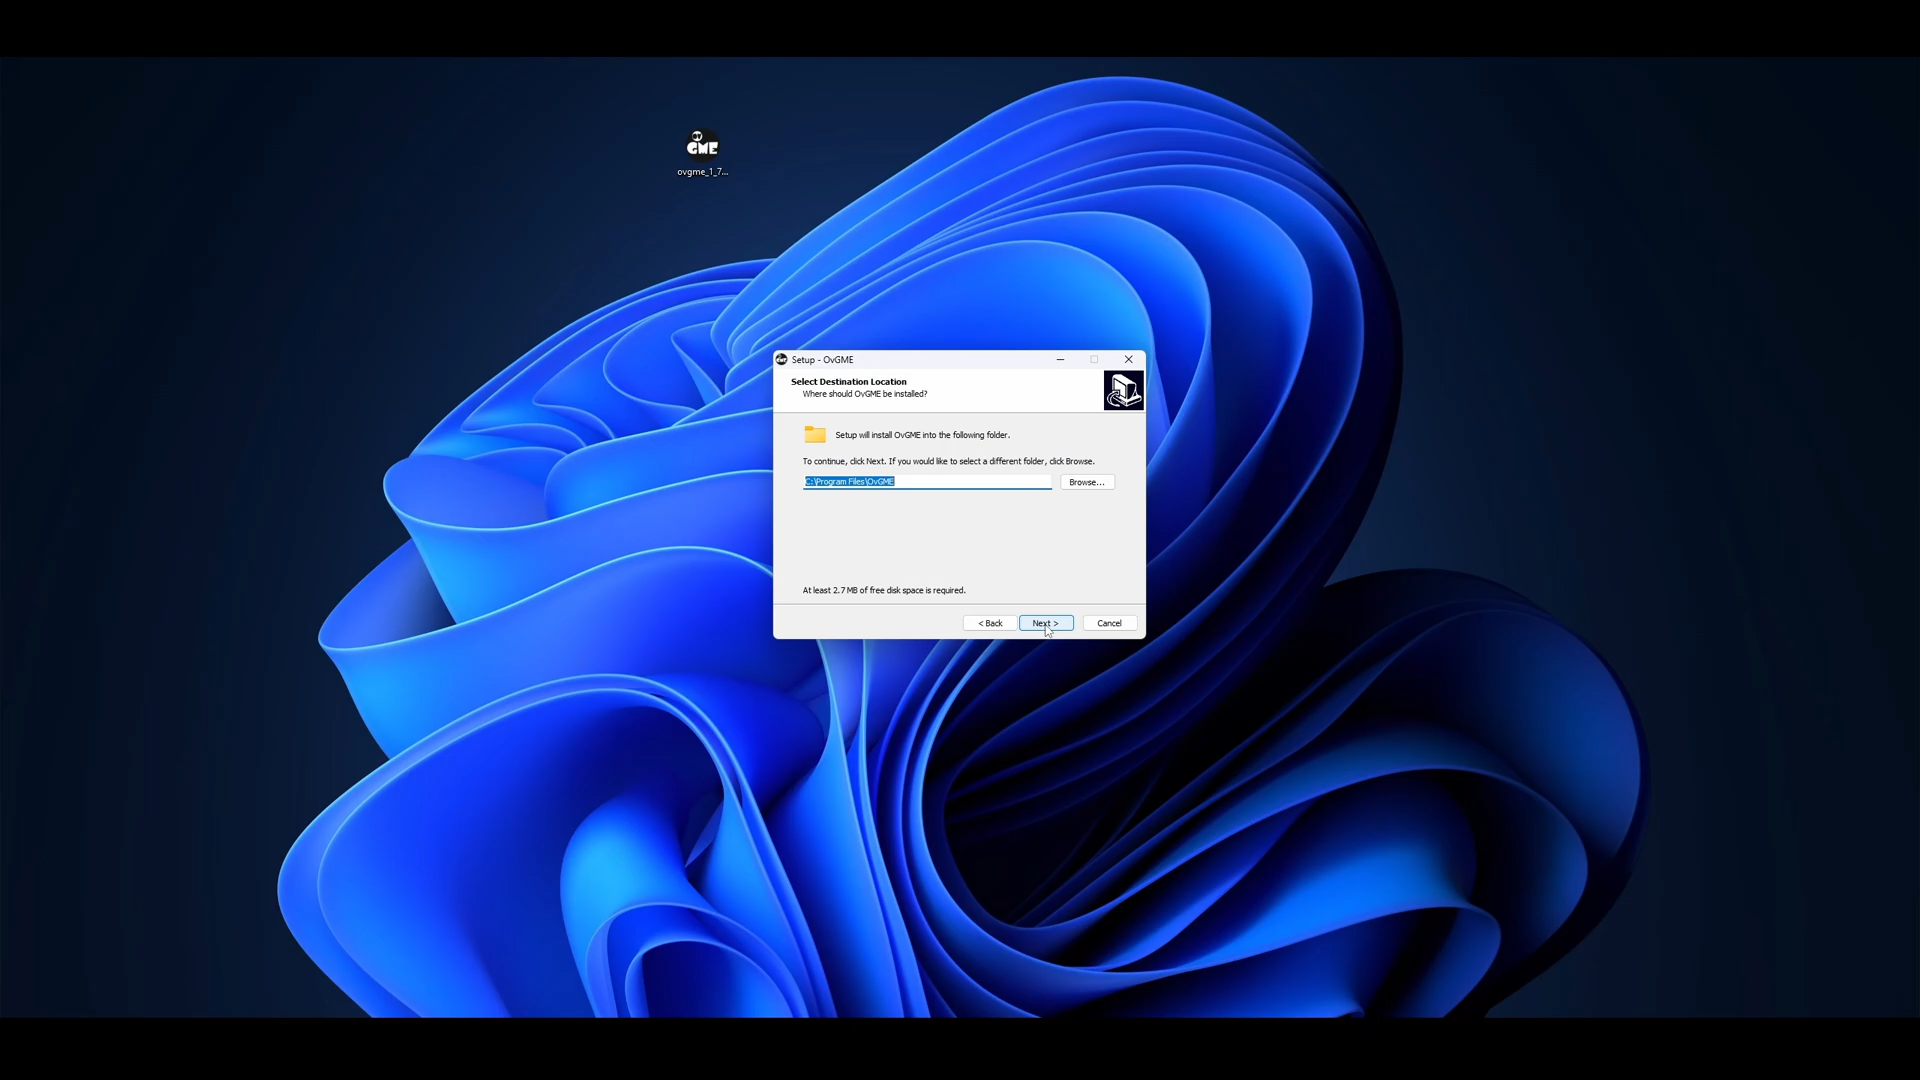 OV
GME
ovgme_1_7...
Setup - OvGME
Select Destination Location
Where should OvGME be installed?
Setup will install OvGME into the following folder.
To continue, click Next. If you would like to select a different folder, click Browse.
C:\Program Files\OvGME
Browse...
At least 2.7 MB of free disk space is required.
< Back
Next >
Cancel